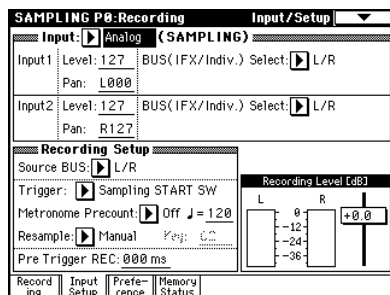 SAMPLING P0:Recording Input/Setup
Input: Analog (SAMPLING)
Input1 Level: 127 BUS(IFX/Indiv.) Select: L/R
Pan: L000
Input2 Level: 127 BUS(IFX/Indiv.) Select: L/R
Pan: R127
Recording Setup
Source BUS: L/R
Trigger: Sampling START SW
Metronome Precount: Off ♩=120
Resample: Manual Key: C2
Pre Trigger REC: 000 ms
Recording Level [dB]
L R
0
+0.0
-12
-24
-36
Record ing
Input Setup
Prefe- rence
Memory Status